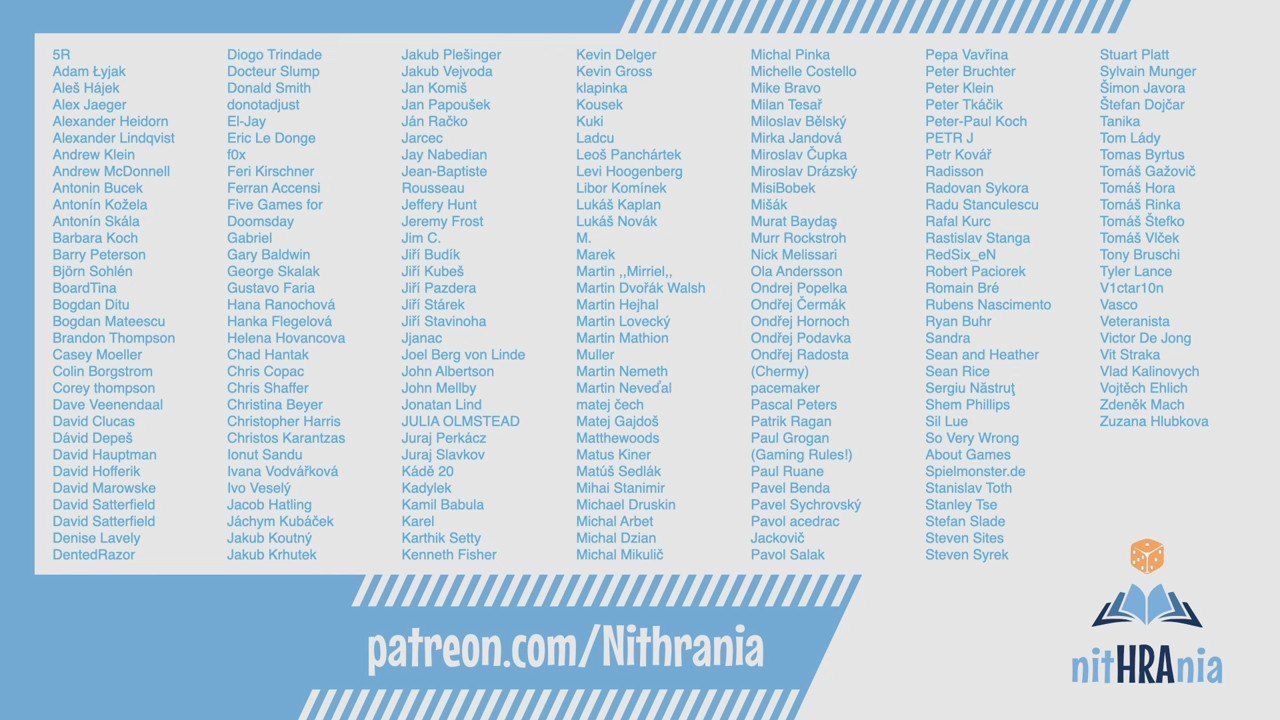 5R
Adam Łyjak
Aleš Hájek
Alex Jaeger
Alexander Heidorn
Alexander Lindqvist
Andrew Klein
Andrew McDonnell
Antonin Bucek
Antonín Kožela
Antonín Skála
Barbara Koch
Barry Peterson
Björn Sohlén
BoardTina
Bogdan Ditu
Bogdan Mateescu
Brandon Thompson
Casey Moeller
Colin Borgstrom
Corey thompson
Dave Veenendaal
David Clucas
Dávid Depeš
David Hauptman
David Hofferik
David Marowske
David Satterfield
David Satterfield
Denise Lavely
DentedRazor
Diogo Trindade
Docteur Slump
Donald Smith
donotadjust
El-Jay
Eric Le Donge
f0x
Feri Kirschner
Ferran Accensi
Five Games for
Doomsday
Gabriel
Gary Baldwin
George Skalak
Gustavo Faria
Hana Ranochová
Hanka Flegelová
Helena Hovancova
Chad Hantak
Chris Copac
Chris Shaffer
Christina Beyer
Christopher Harris
Christos Karantzas
Ionut Sandu
Ivana Vodvářková
Ivo Veselý
Jacob Hatling
Jáchym Kubáček
Jakub Koutný
Jakub Krhutek
Jakub Plešinger
Jakub Vejvoda
Jan Komiš
Jan Papoušek
Ján Račko
Jarcec
Jay Nabedian
Jean-Baptiste
Rousseau
Jeffery Hunt
Jeremy Frost
Jim C.
Jiří Budík
Jiří Kubeš
Jiří Pazdera
Jiří Stárek
Jiří Stavinoha
Jjanac
Joel Berg von Linde
John Albertson
John Mellby
Jonatan Lind
JULIA OLMSTEAD
Juraj Perkácz
Juraj Slavkov
Kádě 20
Kadylek
Kamil Babula
Karel
Karthik Setty
Kenneth Fisher
Kevin Delger
Kevin Gross
klapinka
Kousek
Kuki
Ladcu
Leoš Panchártek
Levi Hoogenberg
Libor Komínek
Lukáš Kaplan
Lukáš Novák
M.
Marek
Martin ,,Mirriel,,
Martin Dvořák Walsh
Martin Hejhal
Martin Lovecký
Martin Mathion
Muller
Martin Nemeth
Martin Neveďal
matej čech
Matej Gajdoš
Matthewoods
Matus Kiner
Matúš Sedlák
Mihai Stanimir
Michael Druskin
Michal Arbet
Michal Dzian
Michal Mikulič
Michal Pinka
Michelle Costello
Mike Bravo
Milan Tesař
Miloslav Bělský
Mirka Jandová
Miroslav Čupka
Miroslav Drázský
MisiBobek
Mišák
Murat Baydaş
Murr Rockstroh
Nick Melissari
Ola Andersson
Ondrej Popelka
Ondřej Čermák
Ondřej Hornoch
Ondřej Podavka
Ondřej Radosta
(Chermy)
pacemaker
Pascal Peters
Patrik Ragan
Paul Grogan
(Gaming Rules!)
Paul Ruane
Pavel Benda
Pavel Sychrovský
Pavol acedrac
Jackovič
Pavol Salak
Pepa Vavřina
Peter Bruchter
Peter Klein
Peter Tkáčik
Peter-Paul Koch
PETR J
Petr Kovář
Radisson
Radovan Sykora
Radu Stanculescu
Rafal Kurc
Rastislav Stanga
RedSix_eN
Robert Paciorek
Romain Bré
Rubens Nascimento
Ryan Buhr
Sandra
Sean and Heather
Sean Rice
Sergiu Năstruţ
Shem Phillips
Sil Lue
So Very Wrong
About Games
Spielmonster.de
Stanislav Toth
Stanley Tse
Stefan Slade
Steven Sites
Steven Syrek
Stuart Platt
Sylvain Munger
Šimon Javora
Štefan Dojčar
Tanika
Tom Lády
Tomas Byrtus
Tomáš Gažovič
Tomáš Hora
Tomáš Rinka
Tomáš Štefko
Tomáš Vlček
Tony Bruschi
Tyler Lance
V1ctar10n
Vasco
Veteranista
Victor De Jong
Vit Straka
Vlad Kalinovych
Vojtěch Ehlich
Zdeněk Mach
Zuzana Hlubkova
patreon.com/Nithrania
nitHRAnia